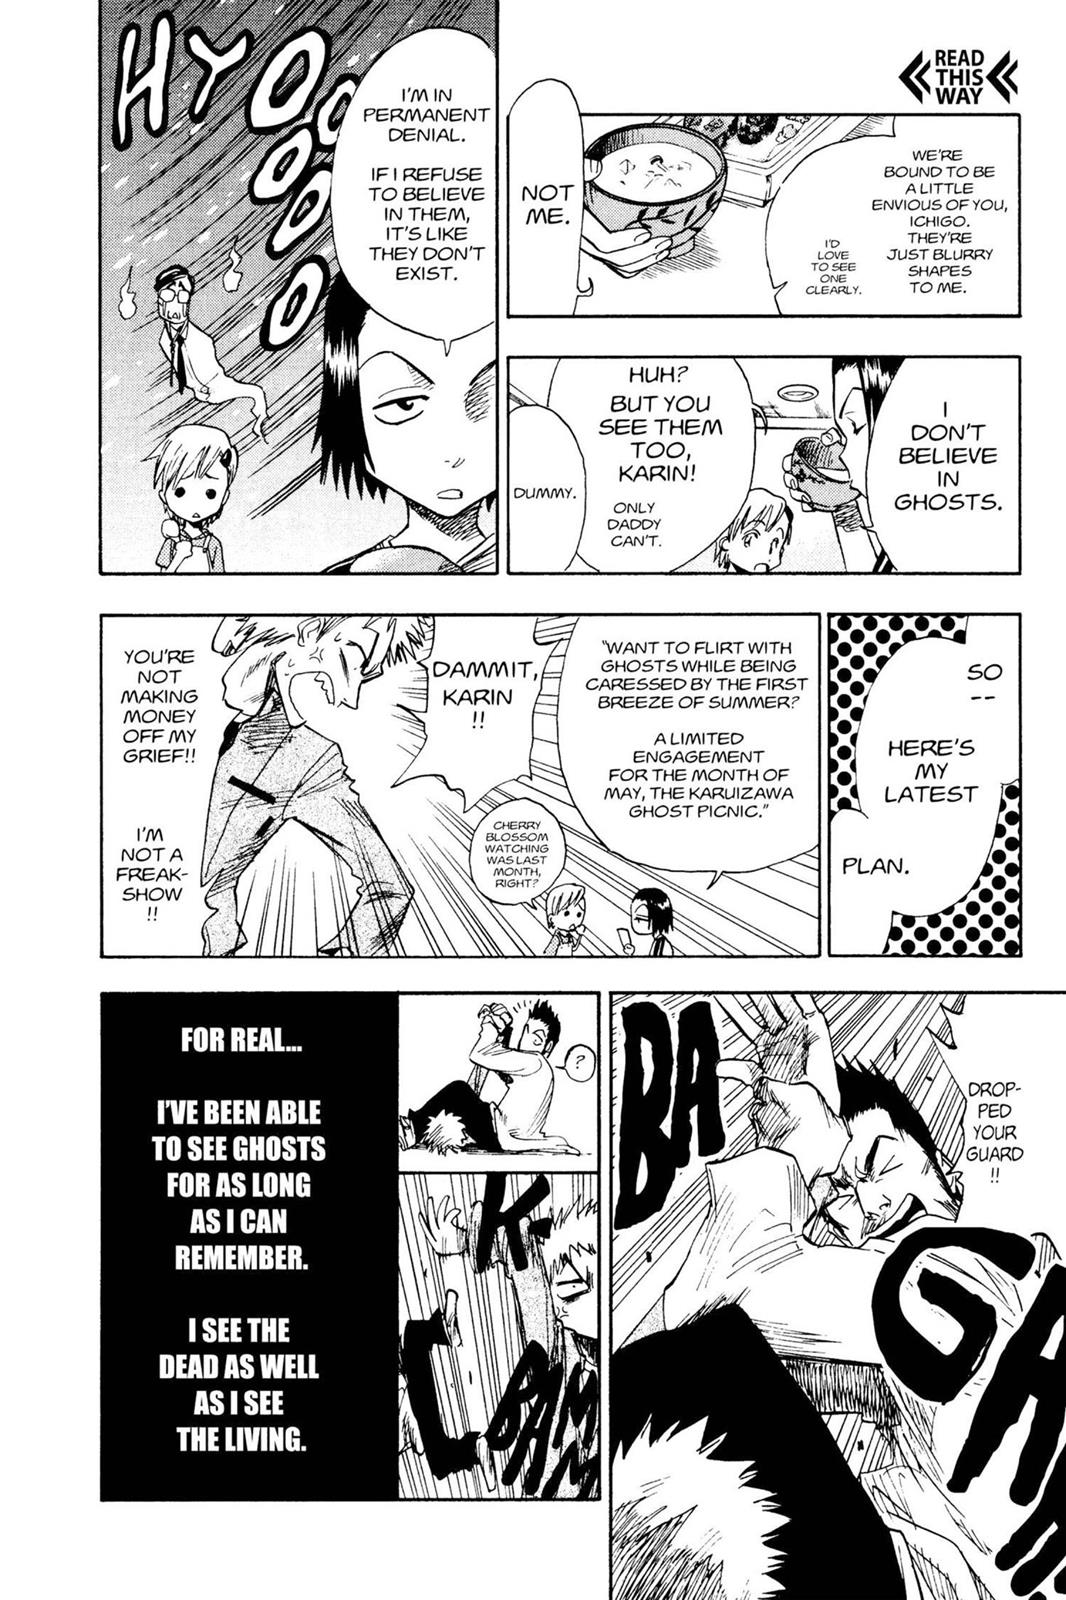 READ
THIS
WAY
WE'RE
BOUND TO BE
A LITTLE
ENVIOUS OF YOU,
ICHIGO.
THEY'RE
JUST BLURRY
SHAPES
TO ME.
I'D
LOVE
TO SEE
ONE
CLEARLY.
NOT
ME.
I
DON'T
BELIEVE
IN
GHOSTS.
HUH?
BUT YOU
SEE THEM
TOO,
KARIN!
ONLY
DADDY
CAN'T.
DUMMY.
I'M IN
PERMANENT
DENIAL.
IF I REFUSE
TO BELIEVE
IN THEM,
IT'S LIKE
THEY DON'T
EXIST.
HYOOOOOO
SO
--
HERE'S
MY
LATEST
PLAN.
"WANT TO FLIRT WITH
GHOSTS WHILE BEING
CARESSED BY THE FIRST
BREEZE OF SUMMER?
A LIMITED
ENGAGEMENT
FOR THE MONTH OF
MAY, THE KARUIZAWA
GHOST PICNIC."
CHERRY
BLOSSOM
WATCHING
WAS LAST
MONTH,
RIGHT?
DAMMIT,
KARIN
!!
YOU'RE
NOT
MAKING
MONEY
OFF MY
GRIEF!!
I'M
NOT A
FREAK-
SHOW
!!
DROP-
PED
YOUR
GUARD
!!
BA
GA
?
K
BAM
FOR REAL...
I'VE BEEN ABLE
TO SEE GHOSTS
FOR AS LONG
AS I CAN
REMEMBER.
I SEE THE
DEAD AS WELL
AS I SEE
THE LIVING.